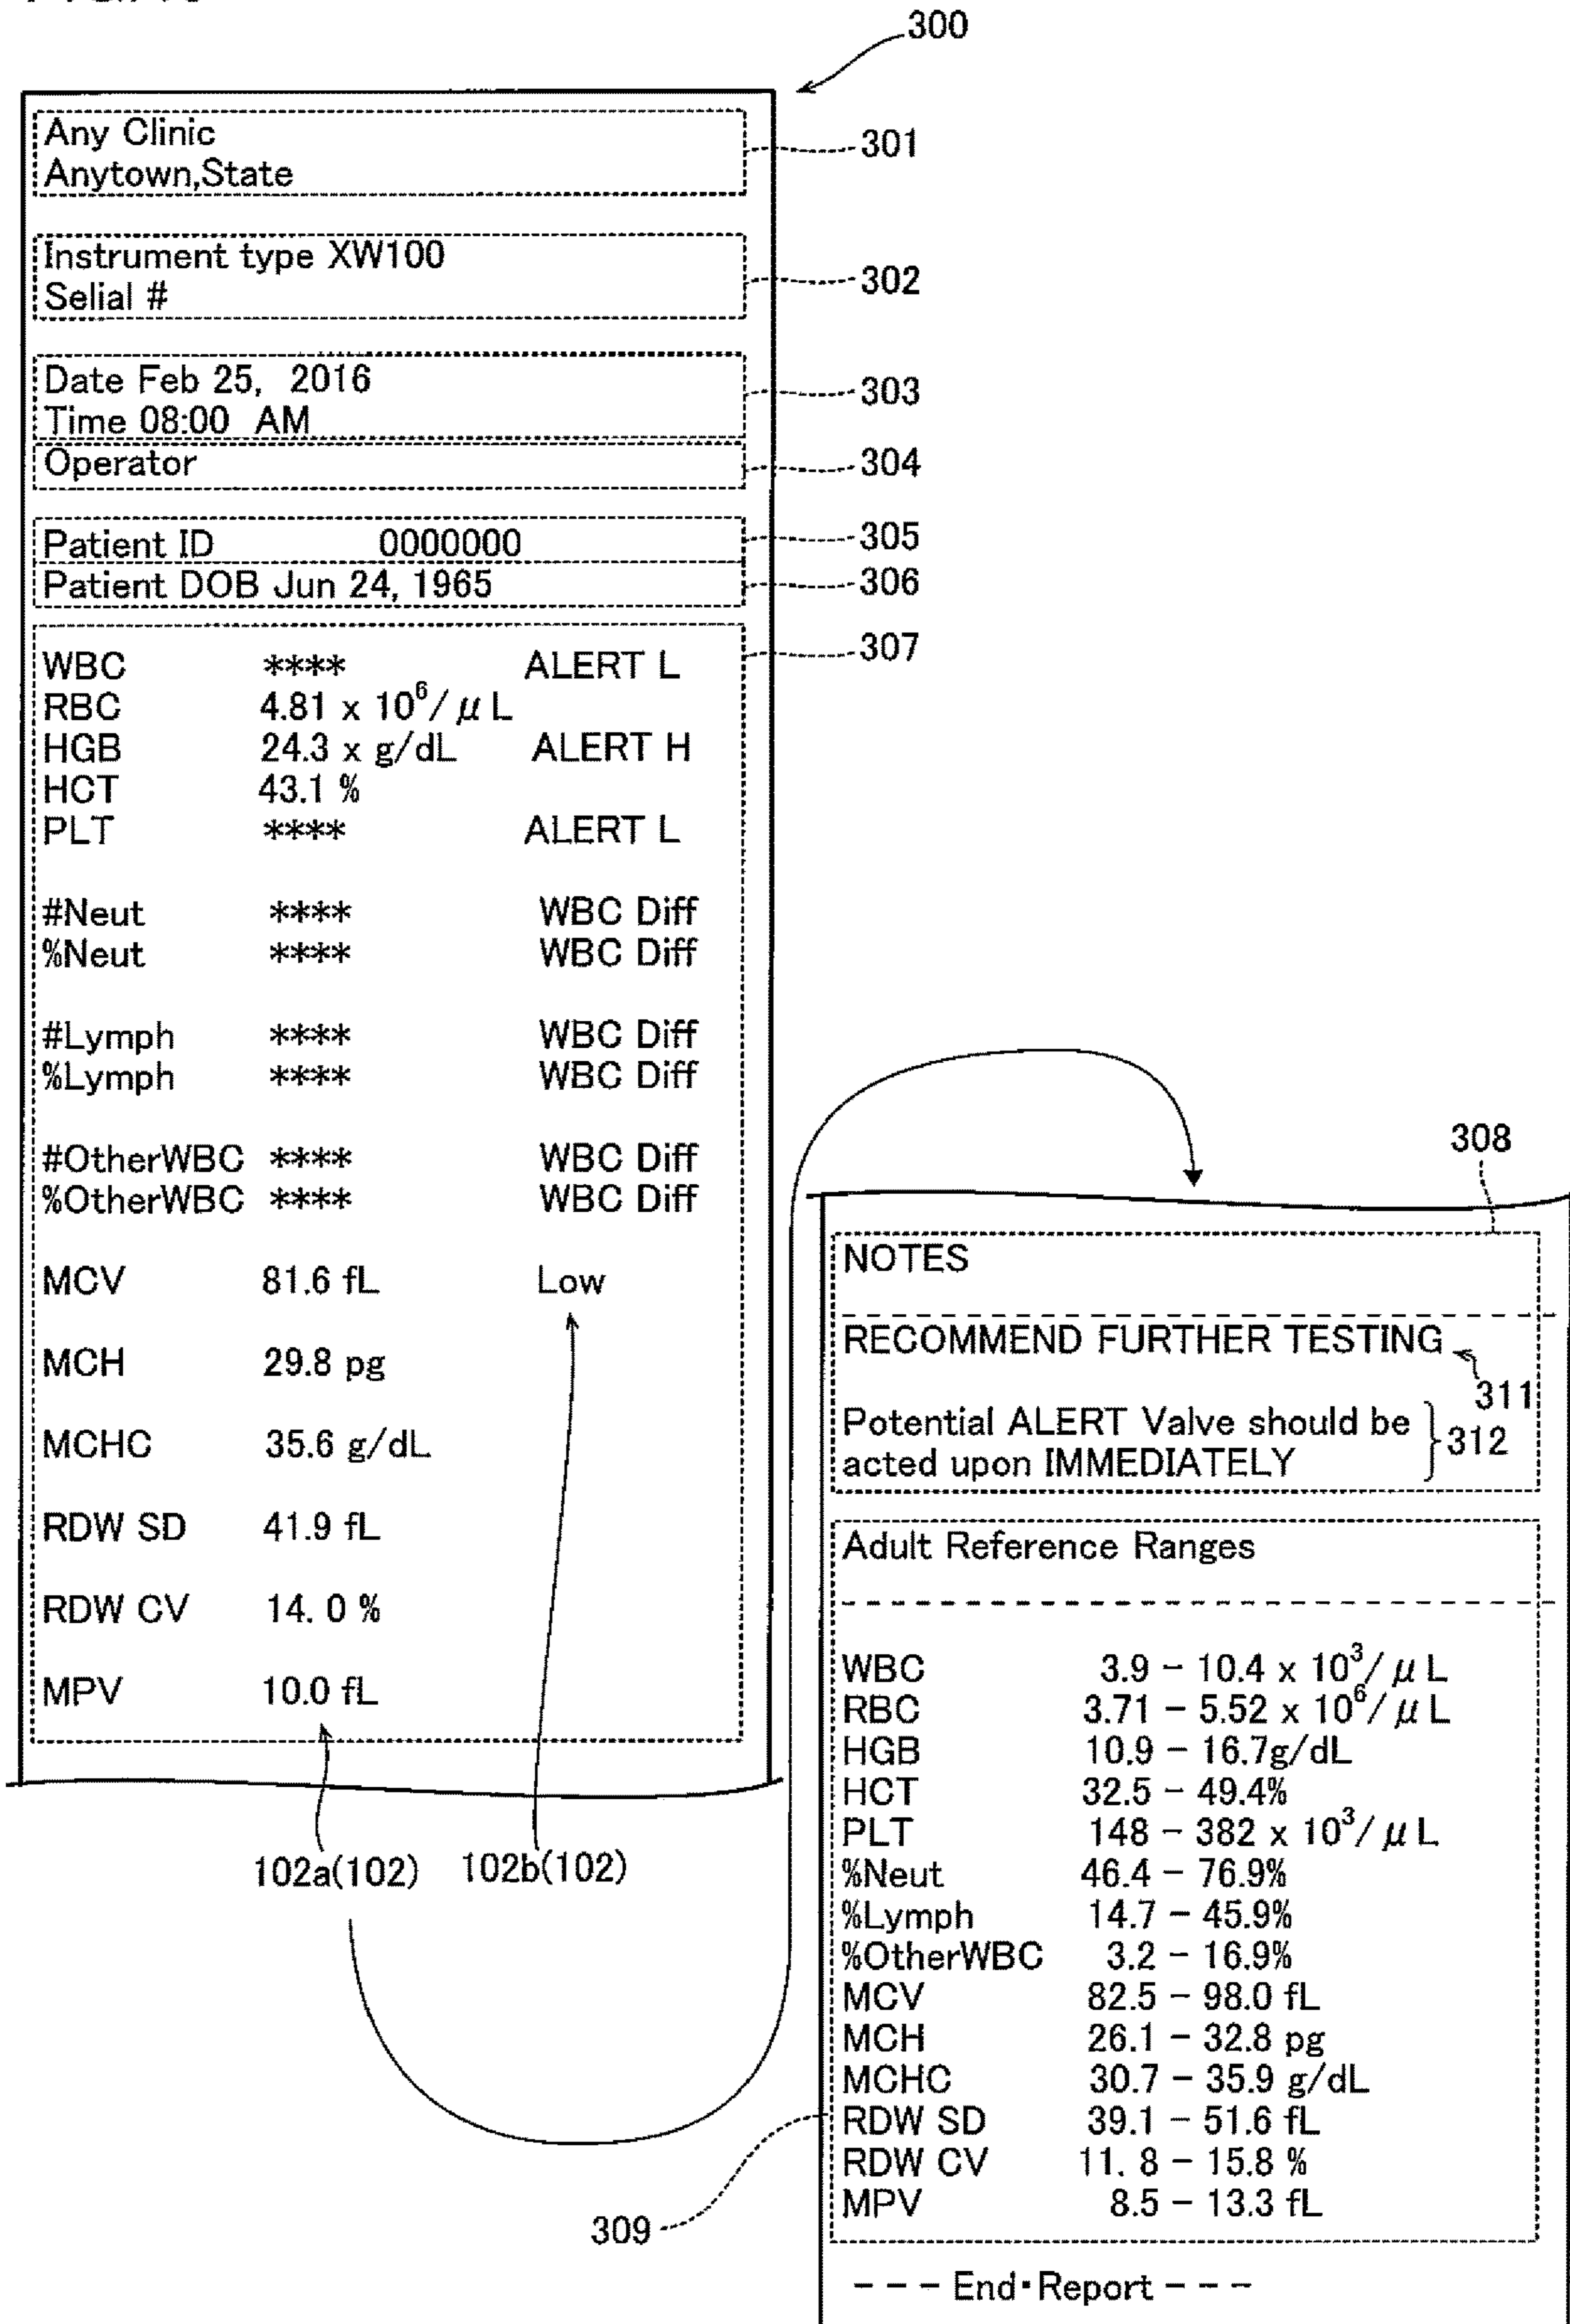 300
Any Clinic
Anytown,State
301
Instrument type XW100
Selial #
302
Date Feb 25, 2016
Time 08:00 AM
303
Operator
304
Patient ID 0000000
305
Patient DOB Jun 24, 1965
306
307
WBC **** ALERT L
RBC 4.81 x 10⁶/μL
HGB 24.3 x g/dL ALERT H
HCT 43.1 %
PLT **** ALERT L
#Neut **** WBC Diff
%Neut **** WBC Diff
#Lymph **** WBC Diff
%Lymph **** WBC Diff
#OtherWBC **** WBC Diff
%OtherWBC **** WBC Diff
MCV 81.6 fL Low
MCH 29.8 pg
MCHC 35.6 g/dL
RDW SD 41.9 fL
RDW CV 14. 0 %
MPV 10.0 fL
102a(102) 102b(102)
308
NOTES
RECOMMEND FURTHER TESTING
311
Potential ALERT Valve should be
acted upon IMMEDIATELY
312
Adult Reference Ranges
WBC 3.9 - 10.4 x 10³/μL
RBC 3.71 - 5.52 x 10⁶/μL
HGB 10.9 - 16.7g/dL
HCT 32.5 - 49.4%
PLT 148 - 382 x 10³/μL
%Neut 46.4 - 76.9%
%Lymph 14.7 - 45.9%
%OtherWBC 3.2 - 16.9%
MCV 82.5 - 98.0 fL
MCH 26.1 - 32.8 pg
MCHC 30.7 - 35.9 g/dL
RDW SD 39.1 - 51.6 fL
RDW CV 11. 8 - 15.8 %
MPV 8.5 - 13.3 fL
309
- - - End･Report - - -